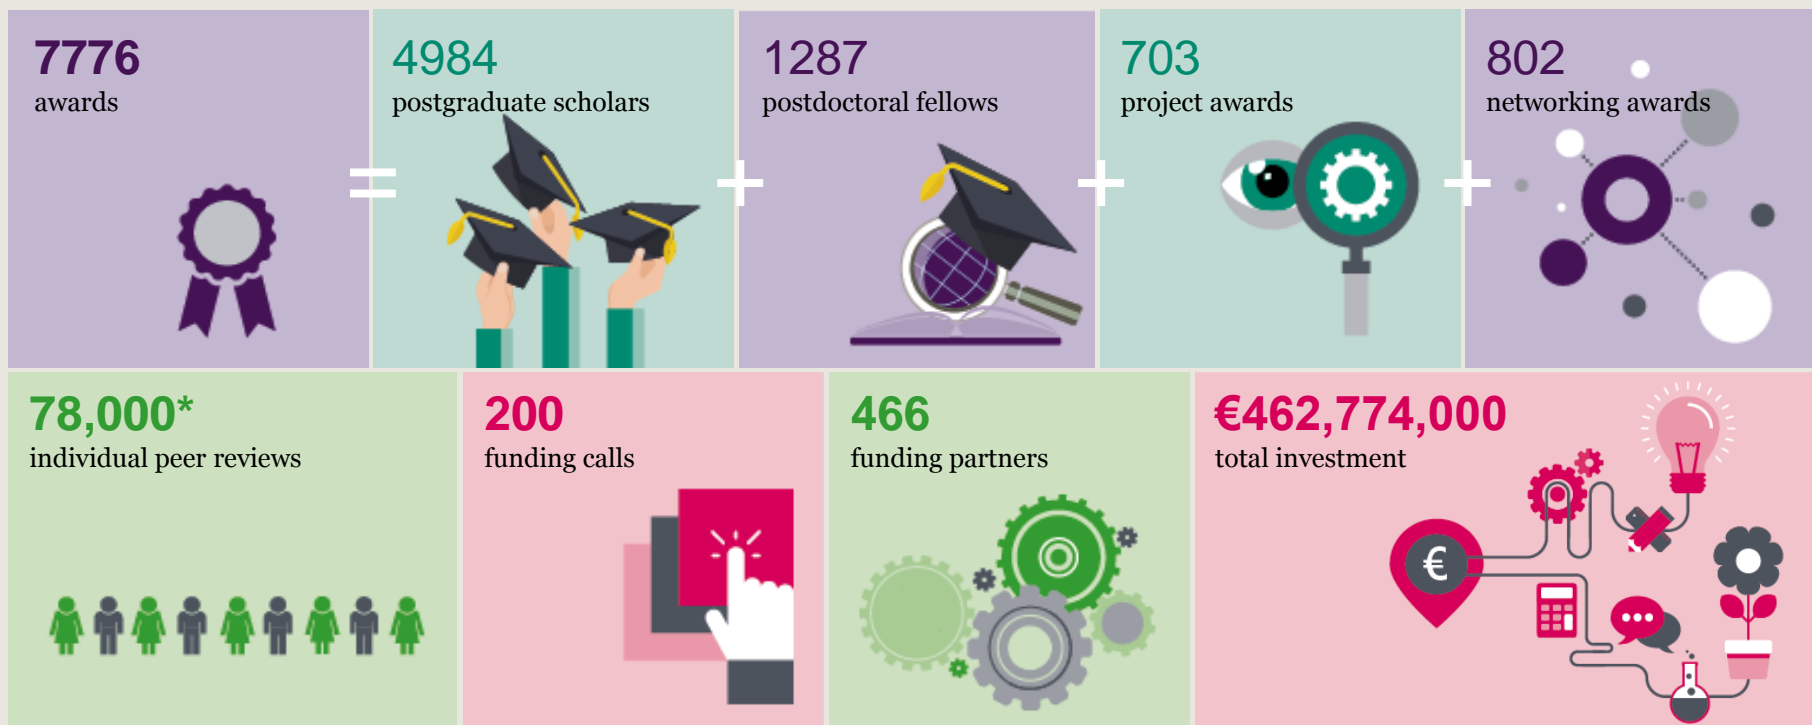 7776
awards
=
4984
postgraduate scholars
+
1287
postdoctoral fellows
+
703
project awards
+
802
networking awards
78,000*
individual peer reviews
200
funding calls
466
funding partners
€462,774,000
total investment
€